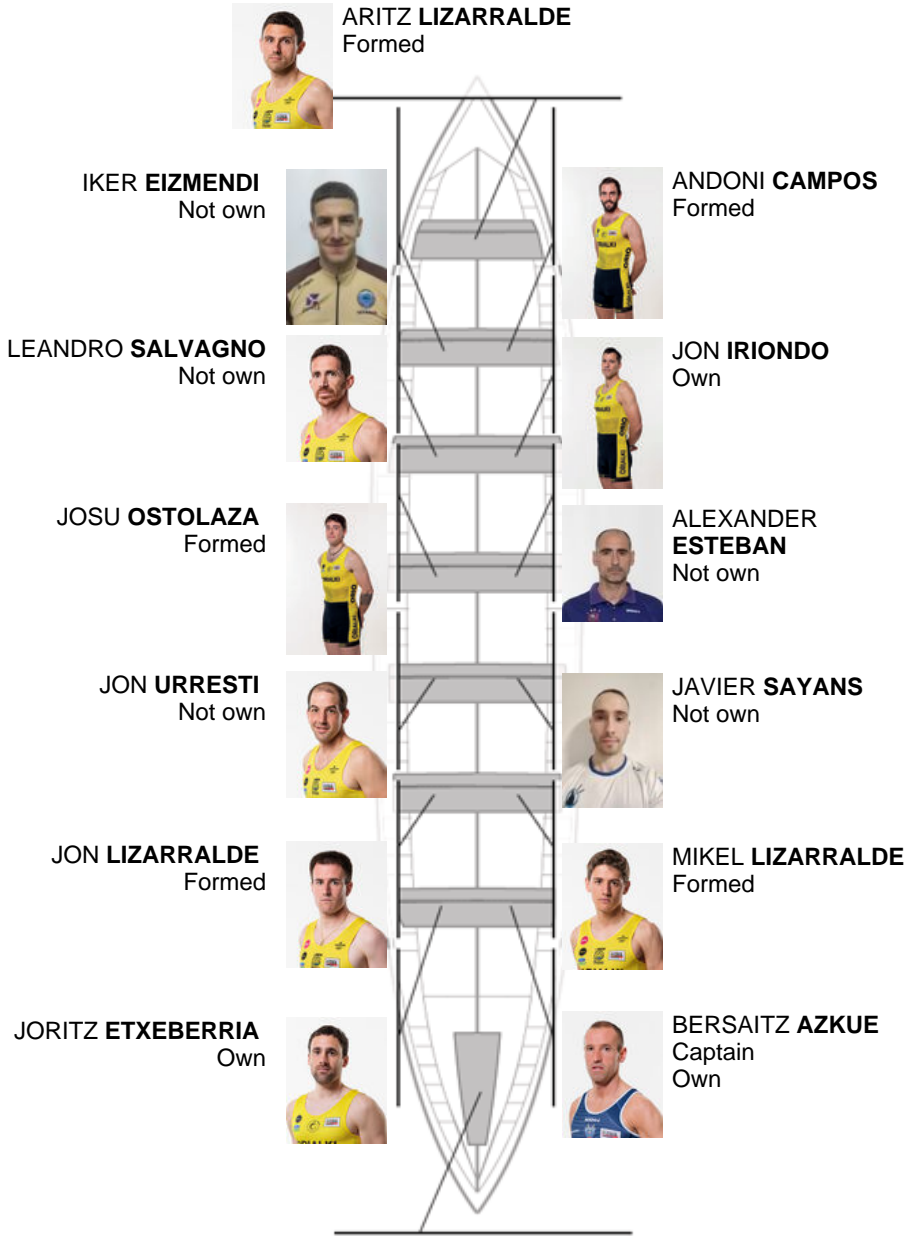 ARITZ LIZARRALDE
Formed
IKER EIZMENDI
Not own
ANDONI CAMPOS
Formed
LEANDRO SALVAGNO
Not own
JON IRIONDO
Own
JOSU OSTOLAZA
Formed
ALEXANDER
ESTEBAN
Not own
JON URRESTI
Not own
JAVIER SAYANS
Not own
JON LIZARRALDE
Formed
MIKEL LIZARRALDE
Formed
JORITZ ETXEBERRIA
Own
BERSAITZ AZKUE
Captain
Own